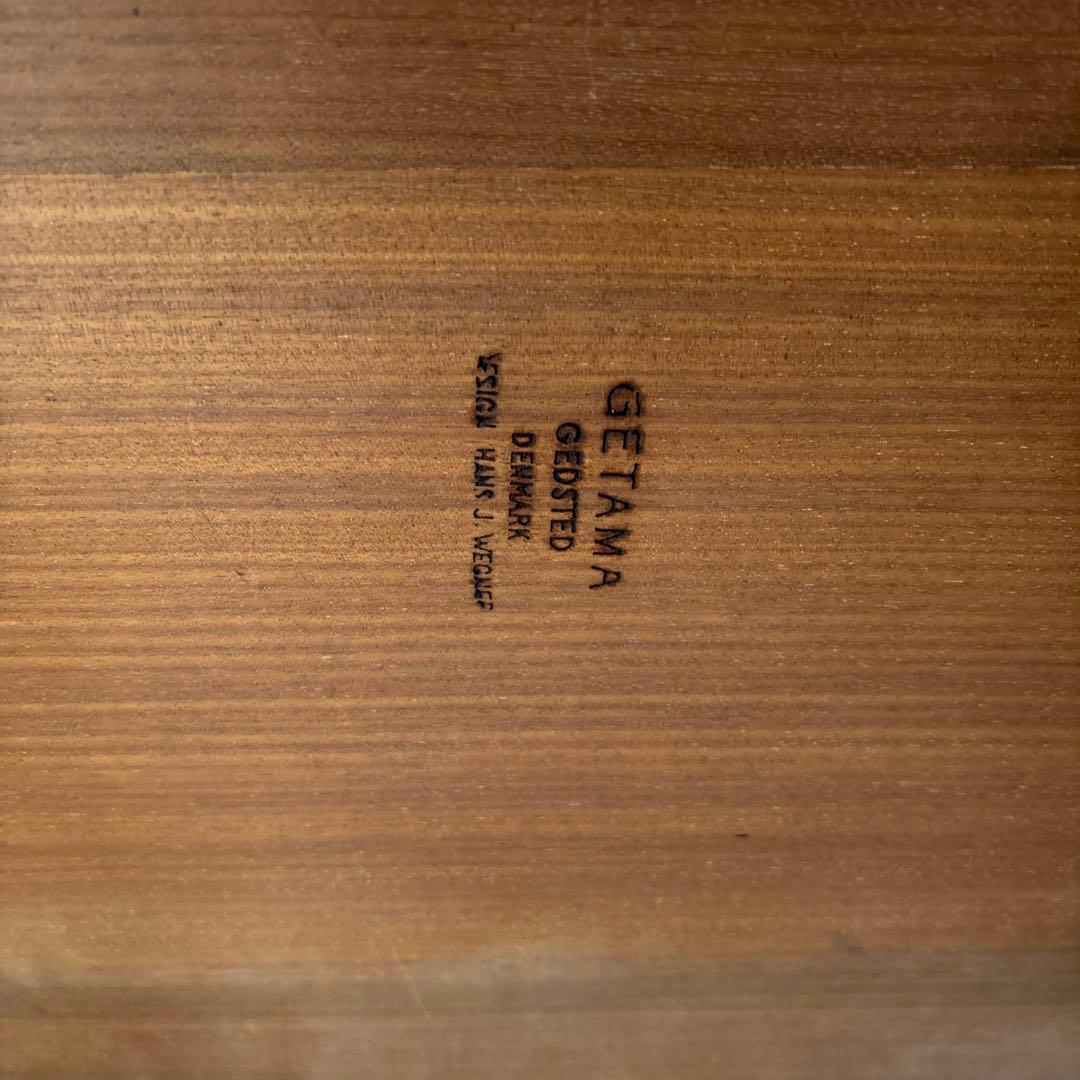 GETAMA
GEDSTED
DENMARK
DESIGN HANS J. WEGNER